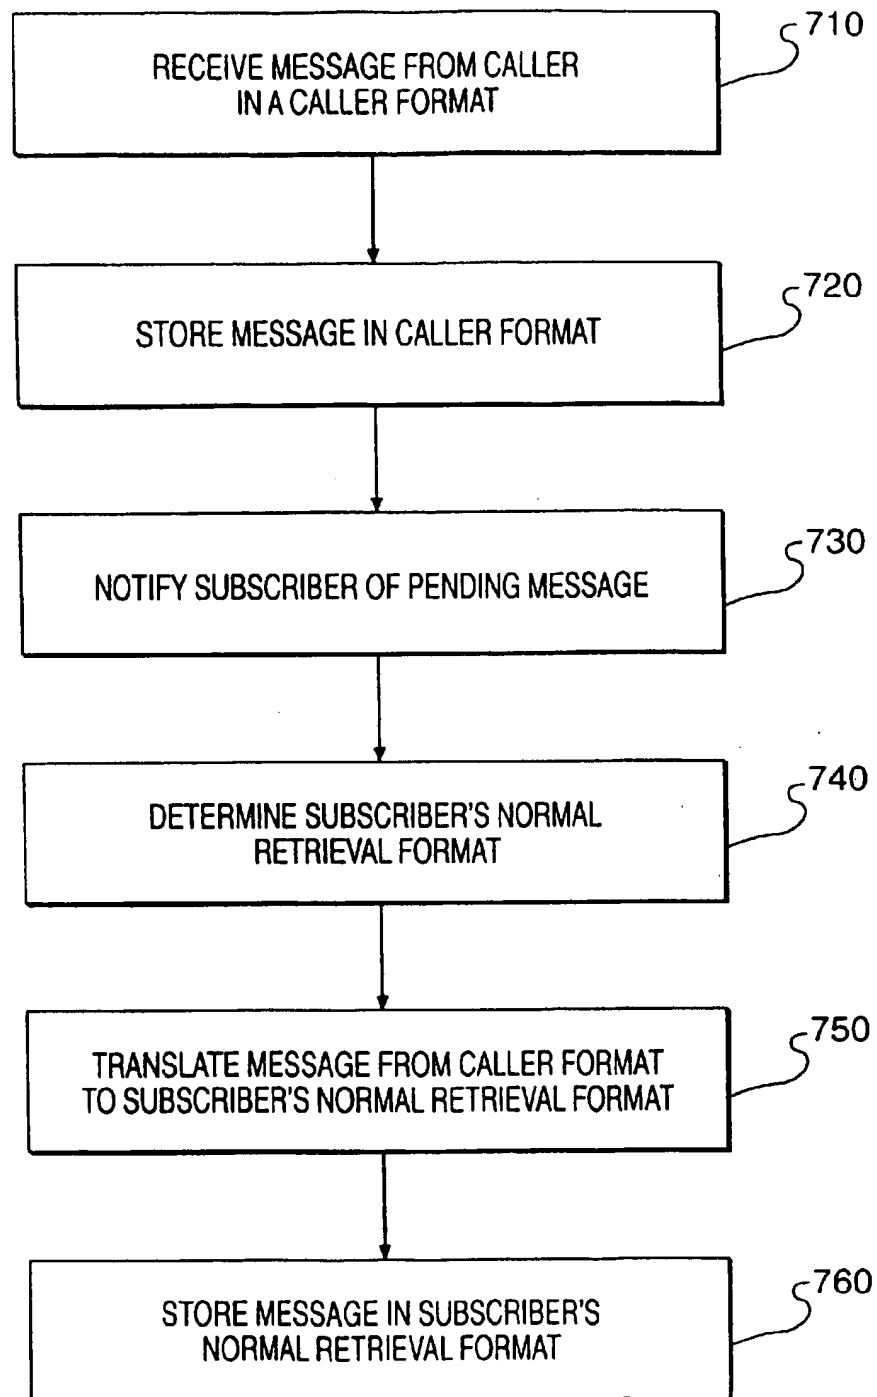 710
RECEIVE MESSAGE FROM CALLER
IN A CALLER FORMAT
720
STORE MESSAGE IN CALLER FORMAT
730
NOTIFY SUBSCRIBER OF PENDING MESSAGE
740
DETERMINE SUBSCRIBER'S NORMAL
RETRIEVAL FORMAT
750
TRANSLATE MESSAGE FROM CALLER FORMAT
TO SUBSCRIBER'S NORMAL RETRIEVAL FORMAT
760
STORE MESSAGE IN SUBSCRIBER'S
NORMAL RETRIEVAL FORMAT